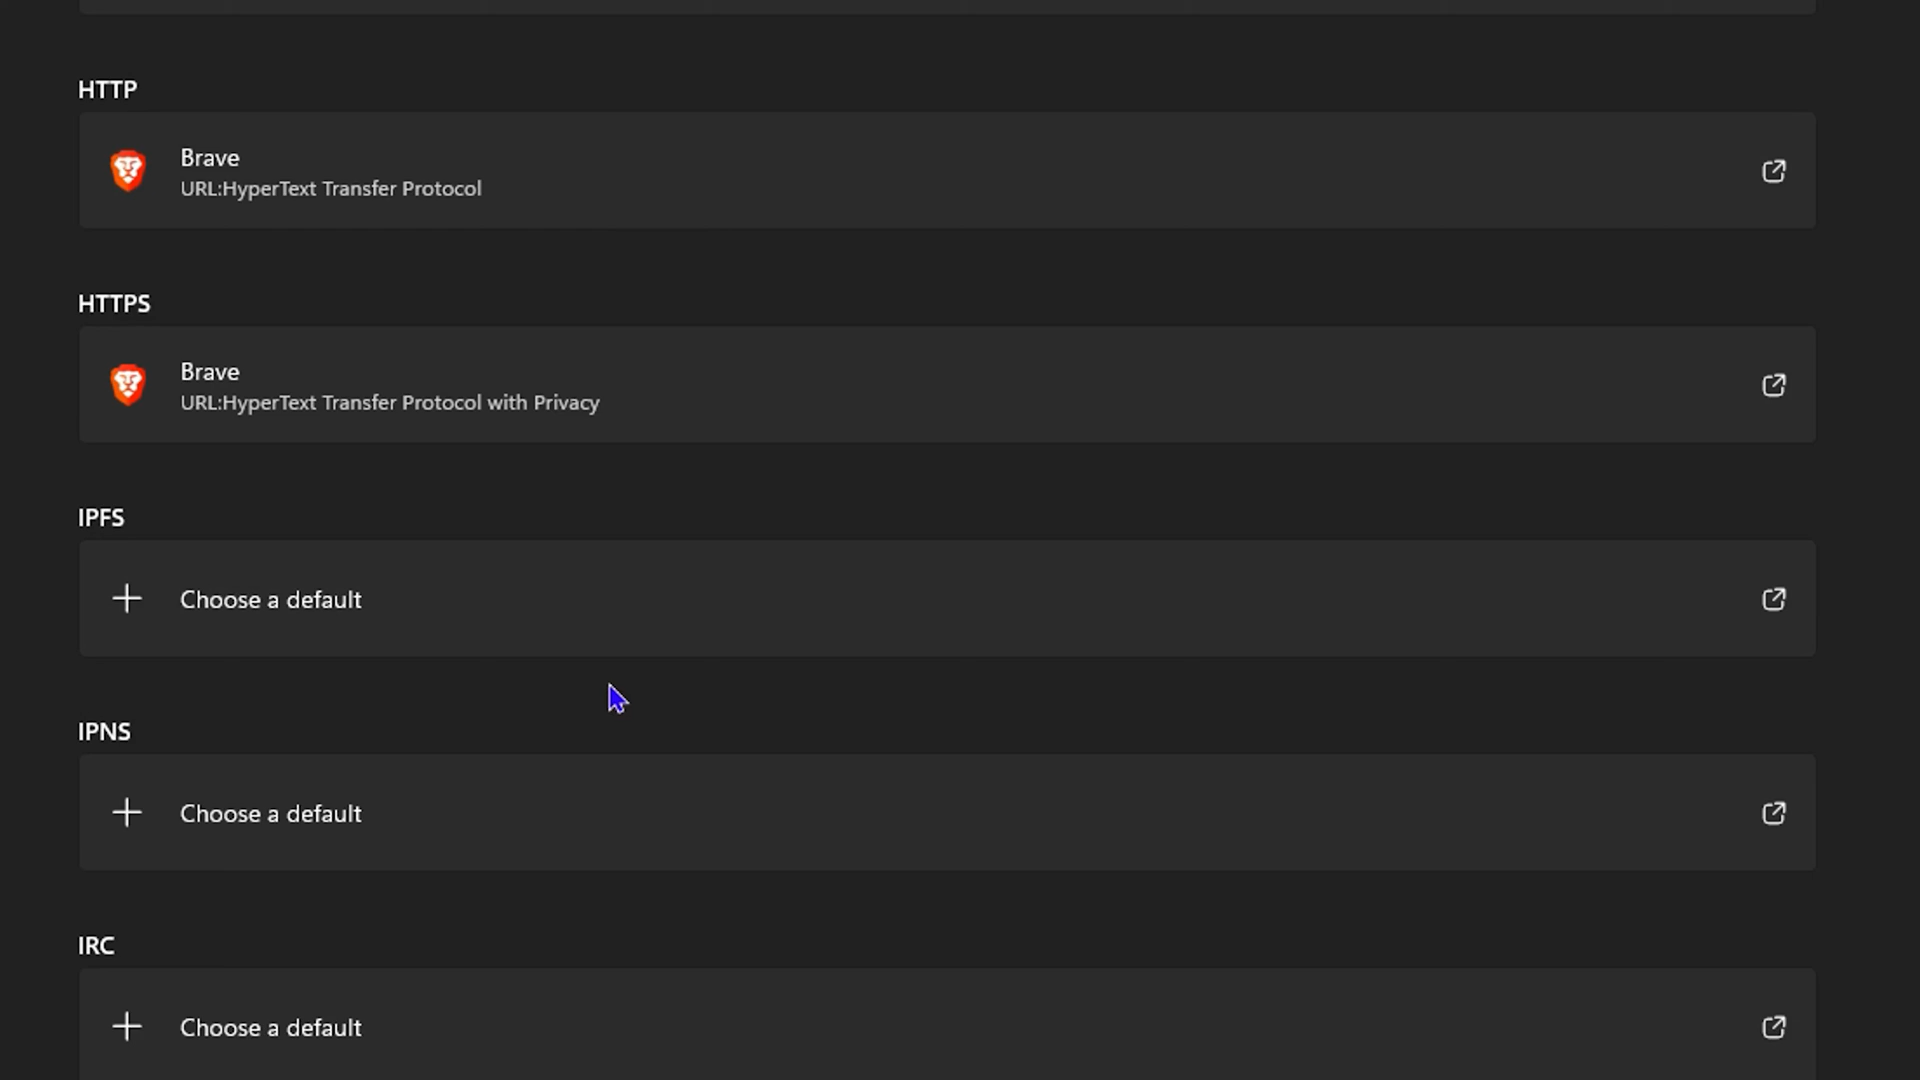 HTTP
Brave
URL:HyperText Transfer Protocol
HTTPS
Brave
URL:HyperText Transfer Protocol with Privacy
IPFS
Choose a default
IPNS
Choose a default
IRC
Choose a default